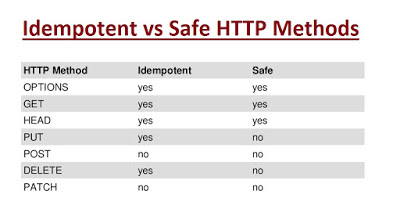 Idempotent vs Safe HTTP Methods
HTTP Method Idempotent Safe
OPTIONS yes yes
GET yes yes
HEAD yes yes
PUT yes no
POST no no
DELETE yes no
PATCH no no